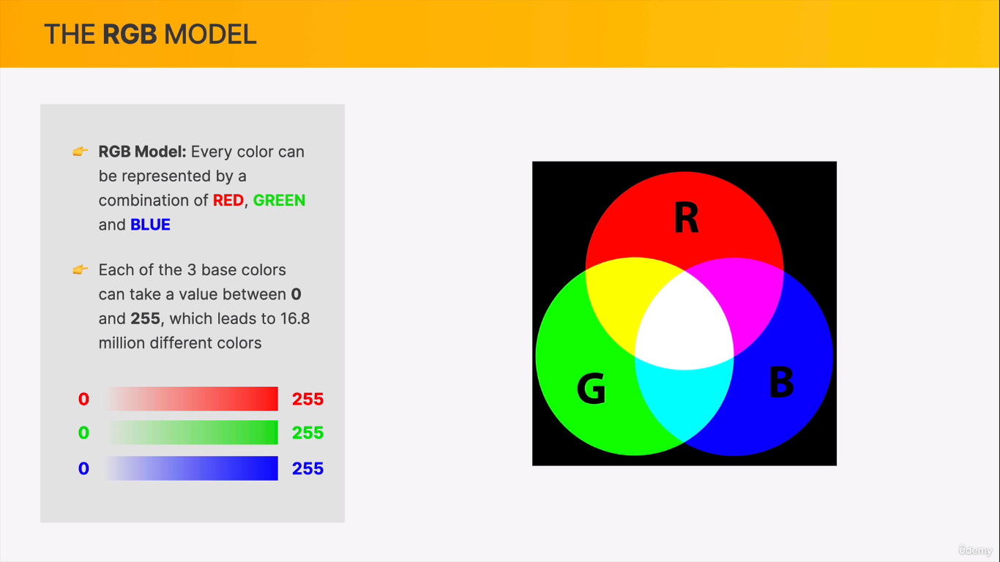 THE RGB MODEL
👉 RGB Model: Every color can
be represented by a
combination of RED, GREEN
and BLUE
👉 Each of the 3 base colors
can take a value between 0
and 255, which leads to 16.8
million different colors
0 255
0 255
0 255
R
G
B
ûdemy